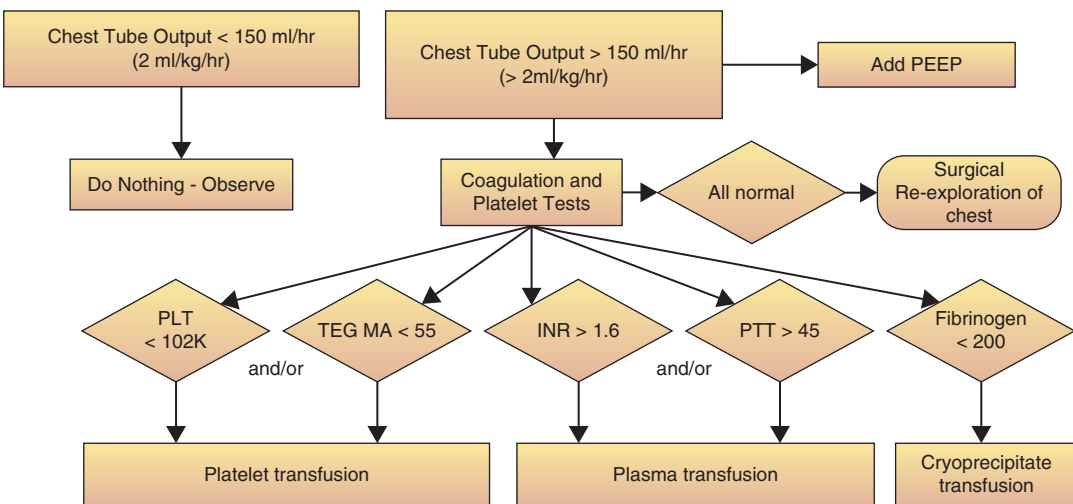 Chest Tube Output < 150 ml/hr
(2 ml/kg/hr)
Chest Tube Output > 150 ml/hr
(> 2ml/kg/hr)
Add PEEP
Do Nothing - Observe
Coagulation and
Platelet Tests
All normal
Surgical
Re-exploration of
chest
PLT
< 102K
and/or
TEG MA < 55
INR > 1.6
and/or
PTT > 45
Fibrinogen
< 200
Platelet transfusion
Plasma transfusion
Cryoprecipitate
transfusion